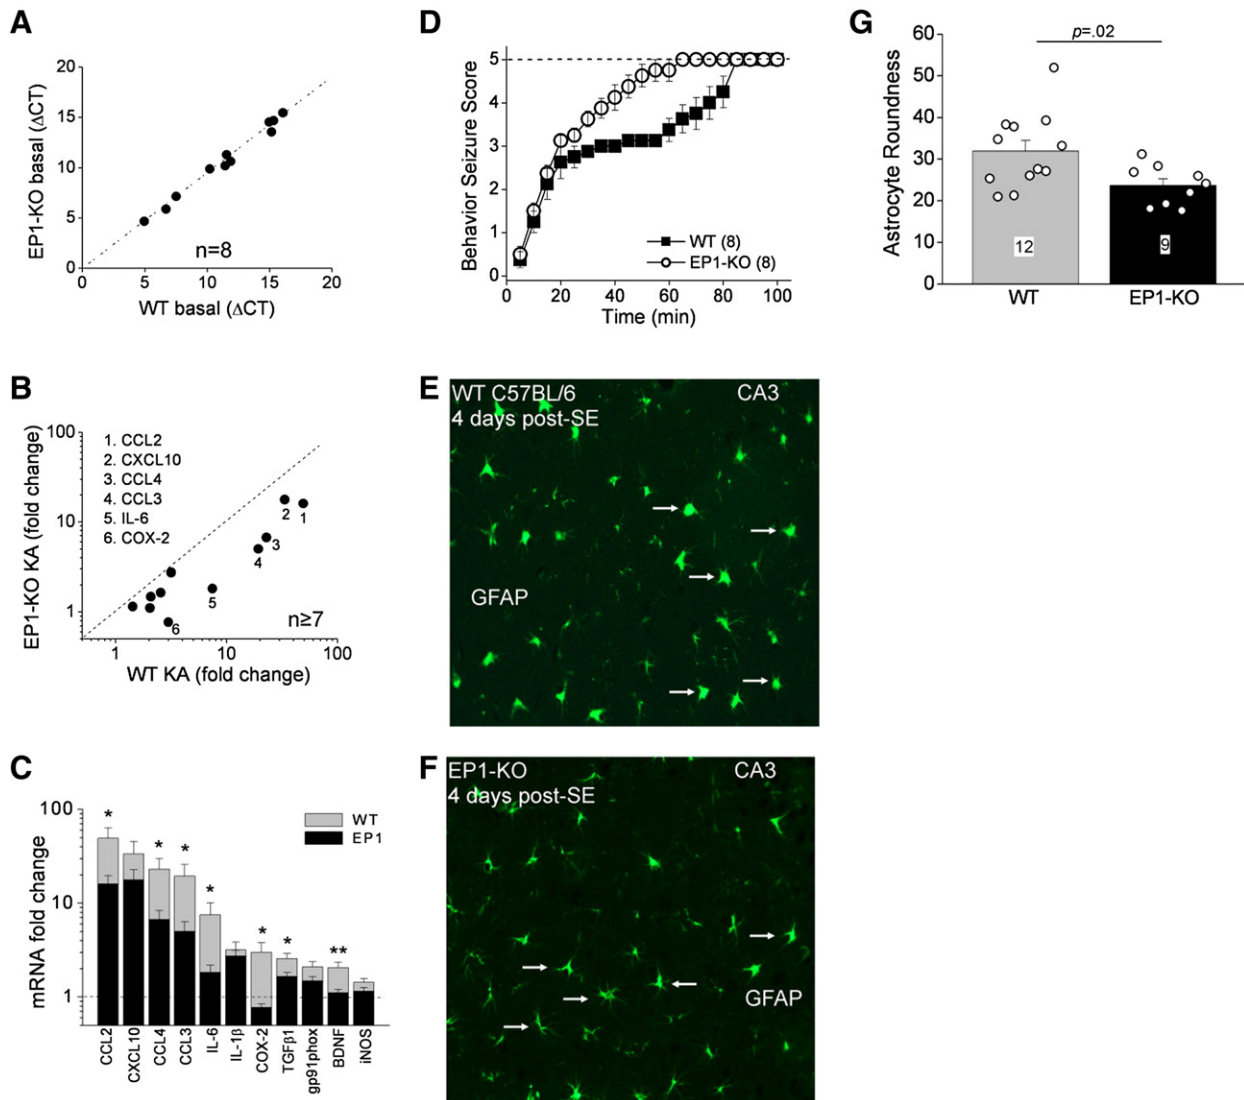 A
20
15
10
5
0
0
5
10
15
20
EP1-KO basal (ΔCT)
WT basal (ΔCT)
n=8
B
100
10
1
1
10
100
EP1-KO KA (fold change)
WT KA (fold change)
1. CCL2
2. CXCL10
3. CCL4
4. CCL3
5. IL-6
6. COX-2
2
1
3
4
5
6
n≥7
C
100
10
1
mRNA fold change
WT
EP1
*
*
*
*
*
*
**
CCL2
CXCL10
CCL4
CCL3
IL-6
IL-1β
COX-2
TGFβ1
gp91phox
BDNF
iNOS
D
5
4
3
2
1
0
0
20
40
60
80
100
Behavior Seizure Score
Time (min)
WT (8)
EP1-KO (8)
E
WT C57BL/6
4 days post-SE
CA3
GFAP
F
EP1-KO
4 days post-SE
CA3
GFAP
G
p=.02
60
50
40
30
20
10
0
Astrocyte Roundness
12
9
WT
EP1-KO